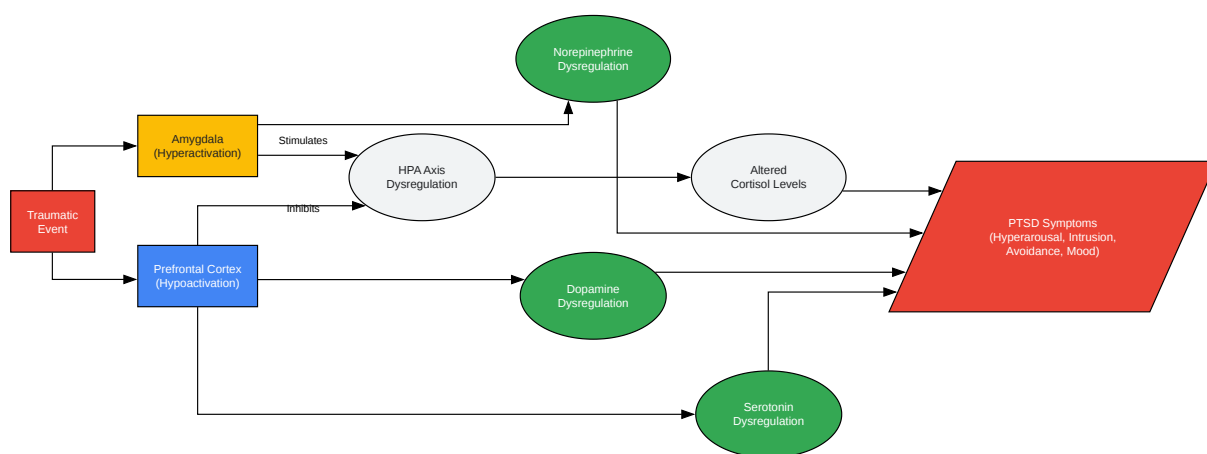 Norepinephrine
Dysregulation
Amygdala
(Hyperactivation)
Stimulates
HPA Axis
Dysregulation
Altered
Cortisol Levels
Traumatic
Event
Inhibits
PTSD Symptoms
(Hyperarousal, Intrusion,
Avoidance, Mood)
Prefrontal Cortex
(Hypoactivation)
Dopamine
Dysregulation
Serotonin
Dysregulation